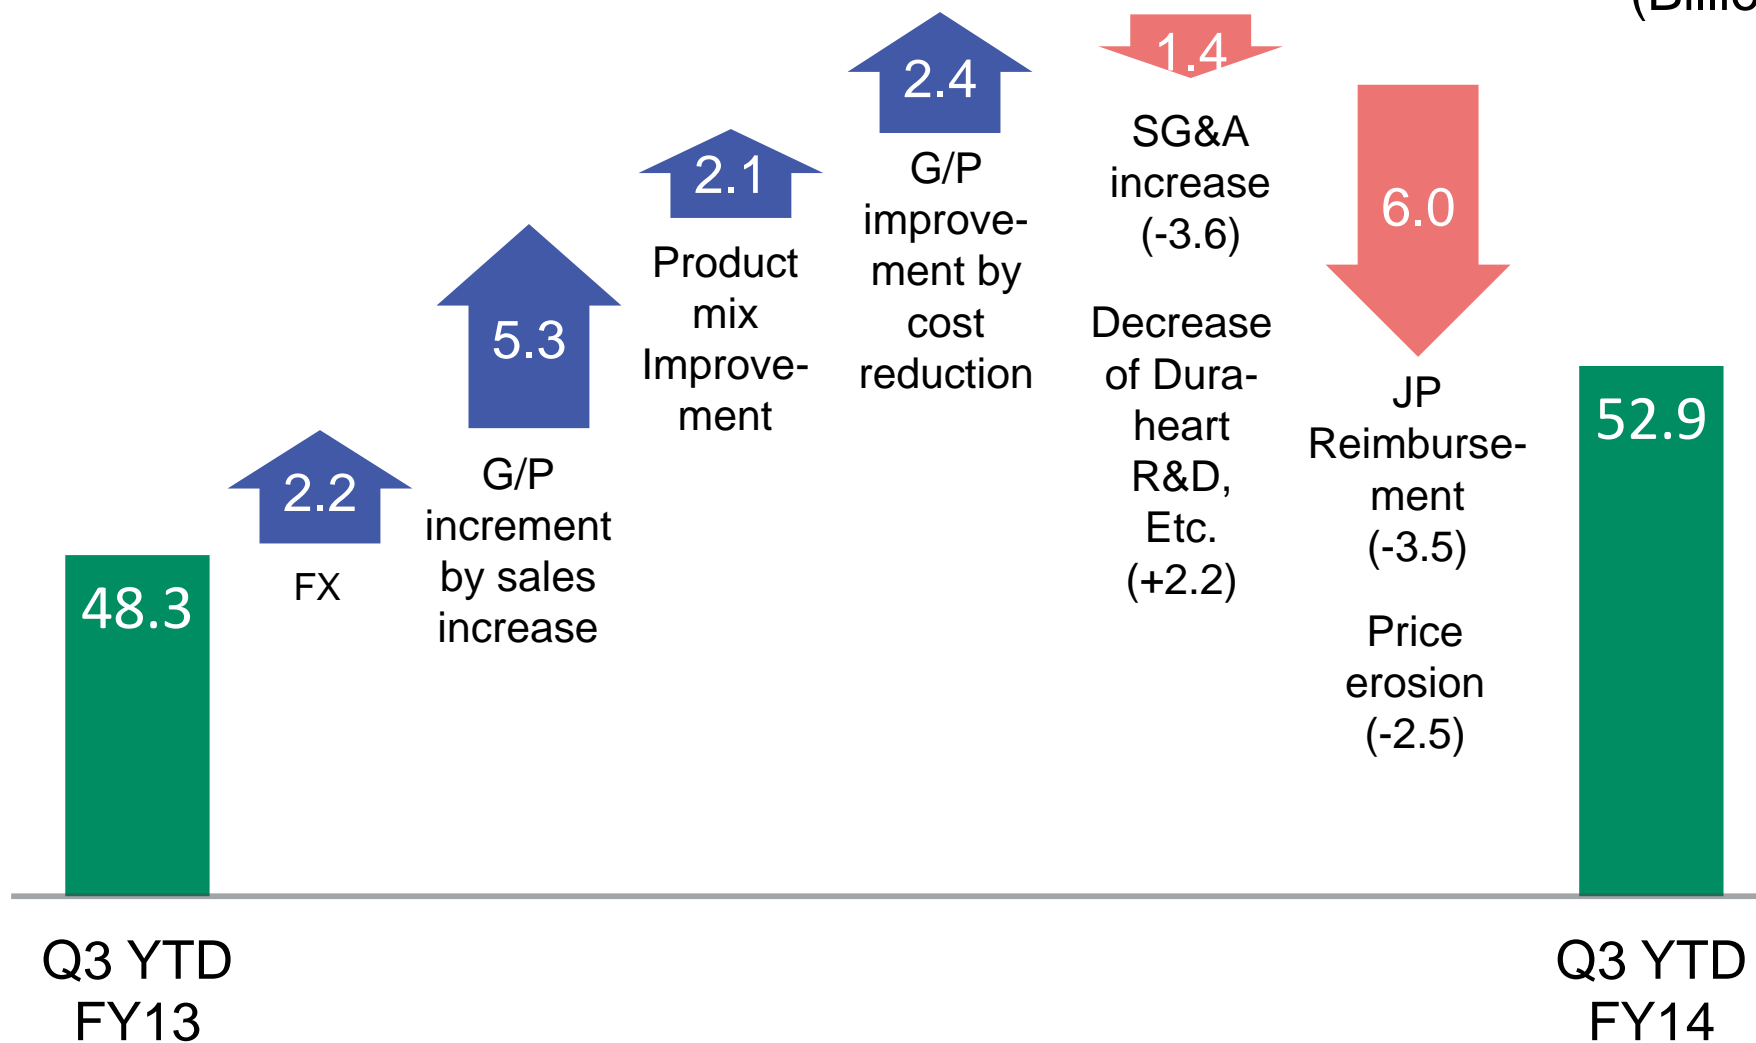 48.3
Q3 YTD
FY13
2.2
FX
5.3
G/P
increment
by sales
increase
2.1
Product
mix
Improve-
ment
2.4
G/P
improve-
ment by
cost
reduction
1.4
SG&A
increase
(-3.6)
Decrease
of Dura-
heart
R&D,
Etc.
(+2.2)
6.0
JP
Reimburse-
ment
(-3.5)
Price
erosion
(-2.5)
52.9
Q3 YTD
FY14